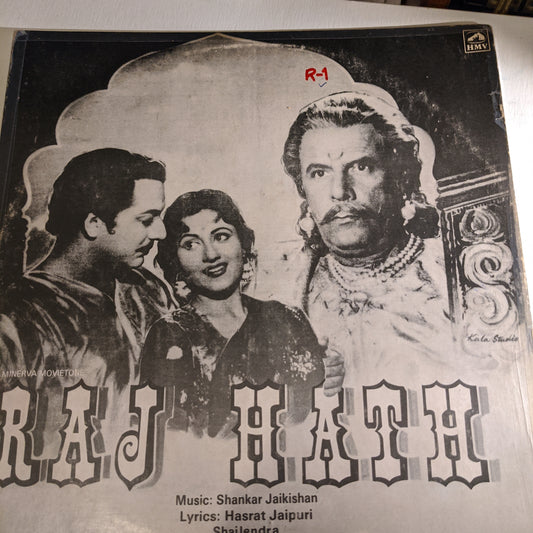 HMV
R-1
Kala Studio
MINERVA MOVIETONE
RAJ HATH
Music: Shankar Jaikishan
Lyrics: Hasrat Jaipuri
Shailendra